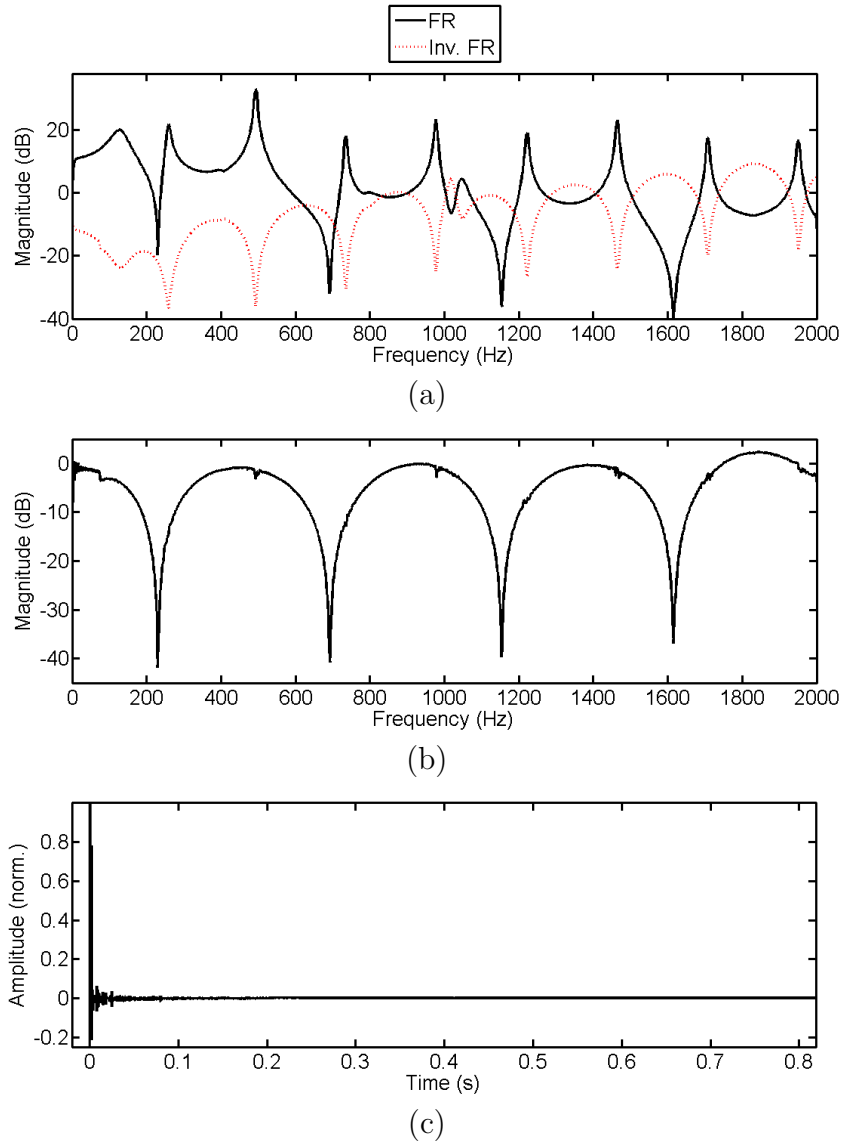 FR
Inv. FR
20
0
-20
-40
Magnitude (dB)
0 200 400 600 800 1000 1200 1400 1600 1800 2000
Frequency (Hz)
(a)
0
-10
-20
-30
-40
Magnitude (dB)
0 200 400 600 800 1000 1200 1400 1600 1800 2000
Frequency (Hz)
(b)
0.8
0.6
0.4
0.2
0
-0.2
Amplitude (norm.)
0 0.1 0.2 0.3 0.4 0.5 0.6 0.7 0.8
Time (s)
(c)